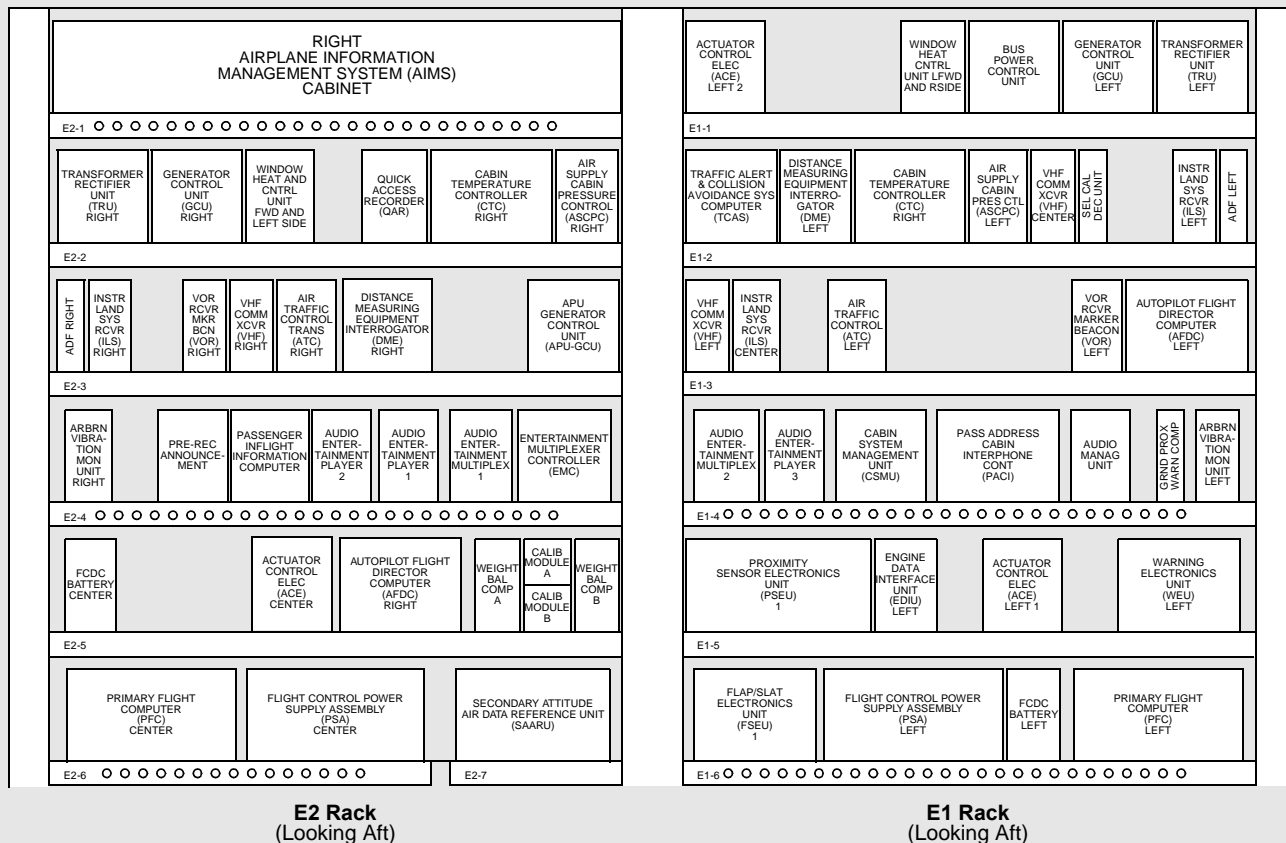 RIGHT
AIRPLANE INFORMATION
MANAGEMENT SYSTEM (AIMS)
CABINET
E2-1
TRANSFORMER
RECTIFIER
UNIT
(TRU)
RIGHT
GENERATOR
CONTROL
UNIT
(GCU)
RIGHT
WINDOW
HEAT AND
CNTRL
UNIT
FWD AND
LEFT SIDE
QUICK
ACCESS
RECORDER
(QAR)
CABIN
TEMPERATURE
CONTROLLER
(CTC)
RIGHT
AIR
SUPPLY
CABIN
PRESSURE
CONTROL
(ASCPC)
RIGHT
E2-2
ADF RIGHT
INSTR
LAND
SYS
RCVR
(ILS)
RIGHT
VOR
RCVR
MKR
BCN
(VOR)
RIGHT
VHF
COMM
XCVR
(VHF)
RIGHT
AIR
TRAFFIC
CONTROL
TRANS
(ATC)
RIGHT
DISTANCE
MEASURING
EQUIPMENT
INTERROGATOR
(DME)
RIGHT
APU
GENERATOR
CONTROL
UNIT
(APU-GCU)
E2-3
ARBRN
VIBRA-
TION
MON
UNIT
RIGHT
PRE-REC
ANNOUNCE-
MENT
PASSENGER
INFLIGHT
INFORMATION
COMPUTER
AUDIO
ENTER-
TAINMENT
PLAYER
2
AUDIO
ENTER-
TAINMENT
PLAYER
1
AUDIO
ENTER-
TAINMENT
MULTIPLEX
1
ENTERTAINMENT
MULTIPLEXER
CONTROLLER
(EMC)
E2-4
FCDC
BATTERY
CENTER
ACTUATOR
CONTROL
ELEC
(ACE)
CENTER
AUTOPILOT FLIGHT
DIRECTOR
COMPUTER
(AFDC)
RIGHT
WEIGHT
BAL
COMP
A
CALIB
MODULE
A
CALIB
MODULE
B
WEIGHT
BAL
COMP
B
E2-5
PRIMARY FLIGHT
COMPUTER
(PFC)
CENTER
FLIGHT CONTROL POWER
SUPPLY ASSEMBLY
(PSA)
CENTER
SECONDARY ATTITUDE
AIR DATA REFERENCE UNIT
(SAARU)
E2-6
E2-7
E2 Rack
(Looking Aft)
ACTUATOR
CONTROL
ELEC
(ACE)
LEFT 2
WINDOW
HEAT
CNTRL
UNIT LFWD
AND RSIDE
BUS
POWER
CONTROL
UNIT
GENERATOR
CONTROL
UNIT
(GCU)
LEFT
TRANSFORMER
RECTIFIER
UNIT
(TRU)
LEFT
E1-1
TRAFFIC ALERT
& COLLISION
AVOIDANCE SYS
COMPUTER
(TCAS)
DISTANCE
MEASURING
EQUIPMENT
INTERRO-
GATOR
(DME)
LEFT
CABIN
TEMPERATURE
CONTROLLER
(CTC)
RIGHT
AIR
SUPPLY
CABIN
PRES CTL
(ASCPC)
LEFT
VHF
COMM
XCVR
(VHF)
CENTER
SEL CAL
DEC UNIT
INSTR
LAND
SYS
RCVR
(ILS)
LEFT
ADF LEFT
E1-2
VHF
COMM
XCVR
(VHF)
LEFT
INSTR
LAND
SYS
RCVR
(ILS)
CENTER
AIR
TRAFFIC
CONTROL
(ATC)
LEFT
VOR
RCVR
MARKER
BEACON
(VOR)
LEFT
AUTOPILOT FLIGHT
DIRECTOR
COMPUTER
(AFDC)
LEFT
E1-3
AUDIO
ENTER-
TAINMENT
MULTIPLEX
2
AUDIO
ENTER-
TAINMENT
PLAYER
3
CABIN
SYSTEM
MANAGEMENT
UNIT
(CSMU)
PASS ADDRESS
CABIN
INTERPHONE
CONT
(PACI)
AUDIO
MANAG
UNIT
GRND PROX
WARN COMP
ARBRN
VIBRA-
TION
MON
UNIT
LEFT
E1-4
PROXIMITY
SENSOR ELECTRONICS
UNIT
(PSEU)
1
ENGINE
DATA
INTERFACE
UNIT
(EDIU)
LEFT
ACTUATOR
CONTROL
ELEC
(ACE)
LEFT 1
WARNING
ELECTRONICS
UNIT
(WEU)
LEFT
E1-5
FLAP/SLAT
ELECTRONICS
UNIT
(FSEU)
1
FLIGHT CONTROL POWER
SUPPLY ASSEMBLY
(PSA)
LEFT
FCDC
BATTERY
LEFT
PRIMARY FLIGHT
COMPUTER
(PFC)
LEFT
E1-6
E1 Rack
(Looking Aft)